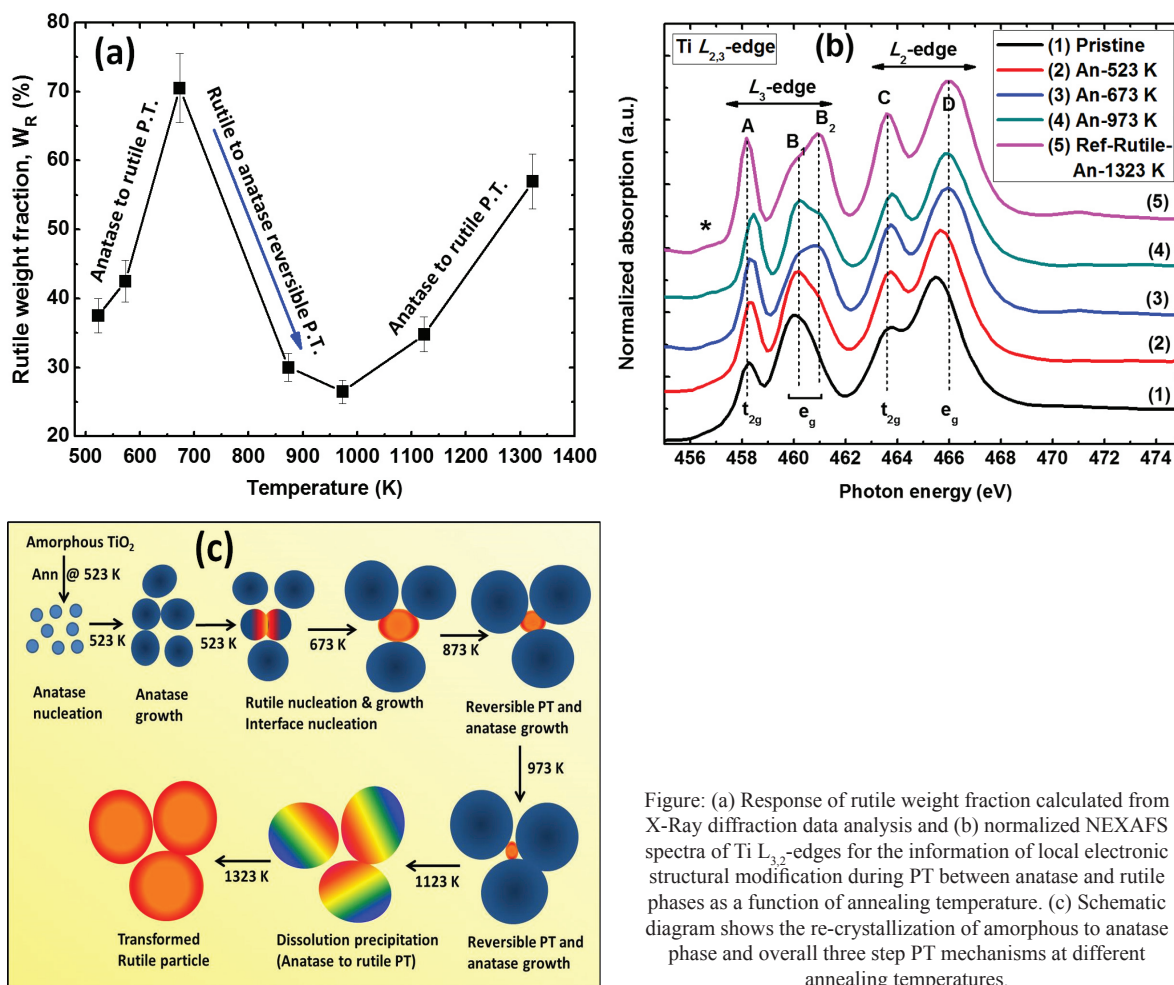 (a)
Rutile weight fraction, W_R (%)
80
70
60
50
40
30
20
Anatase to rutile P.T.
Rutile to anatase reversible P.T.
Anatase to rutile P.T.
500 600 700 800 900 1000 1100 1200 1300 1400
Temperature (K)
Ti L2,3-edge
(b)
L2-edge
L3-edge
(1) Pristine
(2) An-523 K
(3) An-673 K
(4) An-973 K
(5) Ref-Rutile-
An-1323 K
A
B1
B2
C
D
*
(5)
(4)
(3)
(2)
(1)
t2g
eg
t2g
eg
Normalized absorption (a.u.)
456 458 460 462 464 466 468 470 472 474
Photon energy (eV)
(c)
Amorphous TiO2
Ann @ 523 K
523 K
523 K
673 K
873 K
Anatase
nucleation
Anatase
growth
Rutile nucleation & growth
Interface nucleation
Reversible PT and
anatase growth
973 K
1323 K
1123 K
Transformed
Rutile particle
Dissolution precipitation
(Anatase to rutile PT)
Reversible PT and
anatase growth
Figure: (a) Response of rutile weight fraction calculated from
X-Ray diffraction data analysis and (b) normalized NEXAFS
spectra of Ti L3,2-edges for the information of local electronic
structural modification during PT between anatase and rutile
phases as a function of annealing temperature. (c) Schematic
diagram shows the re-crystallization of amorphous to anatase
phase and overall three step PT mechanisms at different
annealing temperatures.